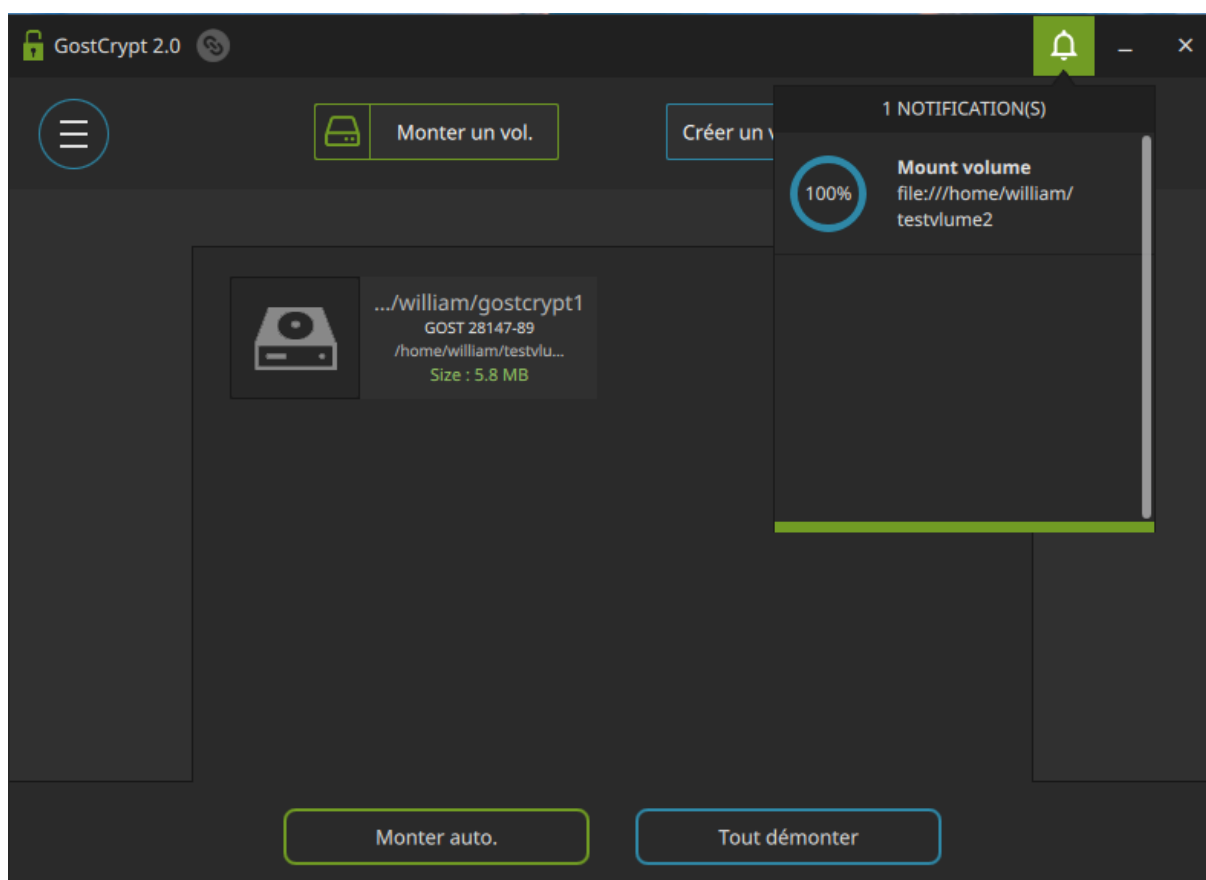 GostCrypt 2.0
Monter un vol.
Créer un
1 NOTIFICATION(S)
100%
Mount volume
file:///home/william/
testvlume2
.../william/gostcrypt1
GOST 28147-89
/home/william/testvlu...
Size : 5.8 MB
Monter auto.
Tout démonter